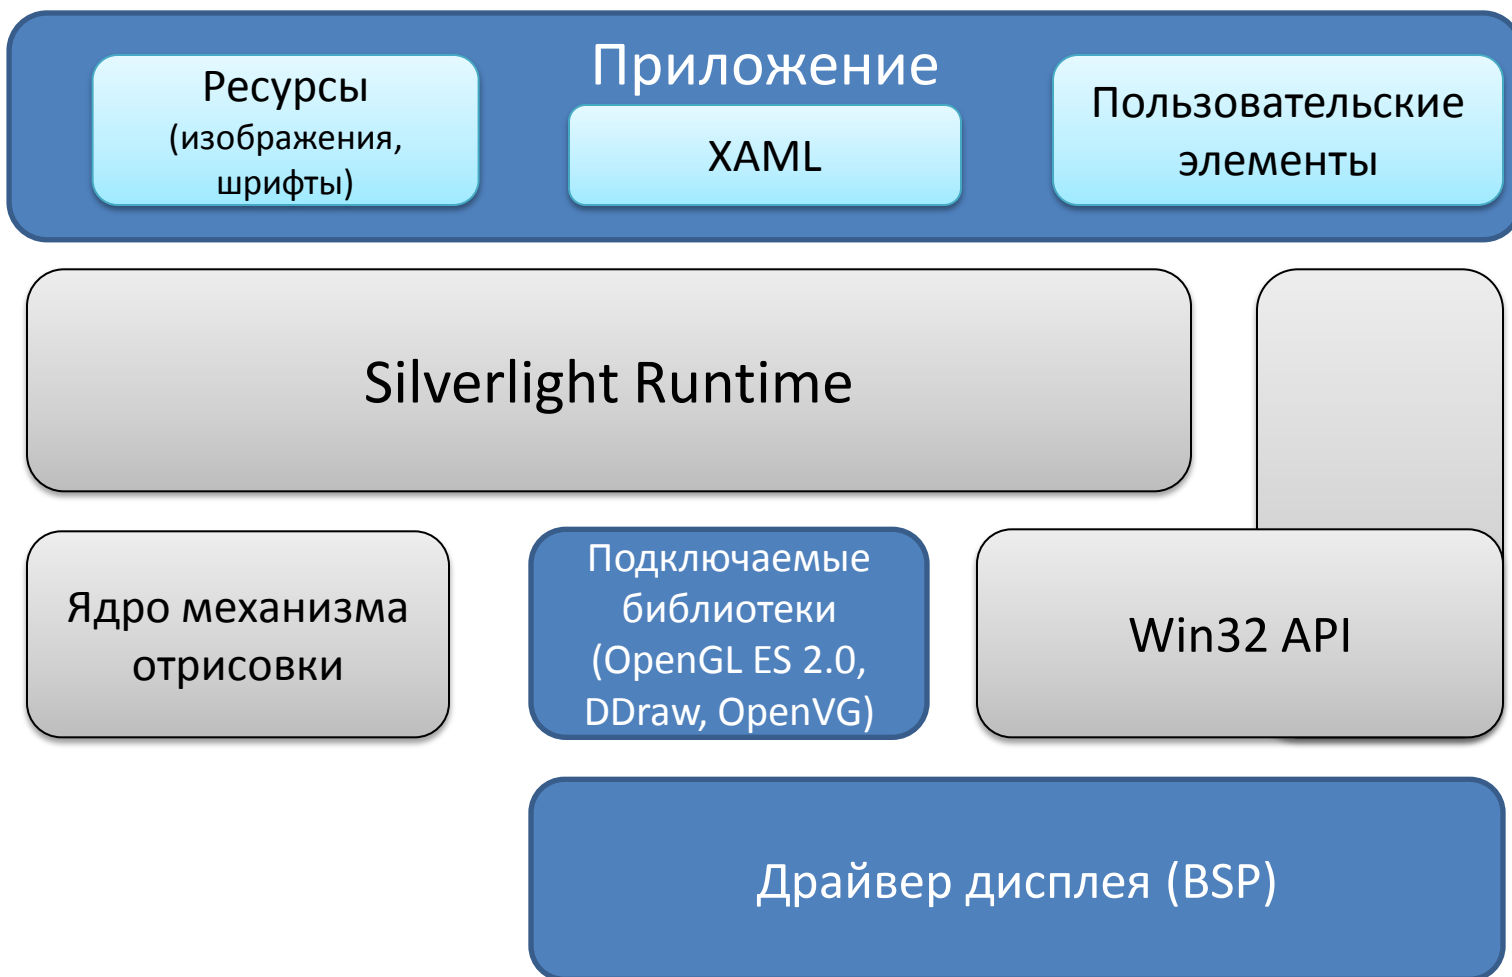 Приложение
Ресурсы
(изображения,
шрифты)
XAML
Пользовательские
элементы
Silverlight Runtime
Ядро механизма
отрисовки
Подключаемые
библиотеки
(OpenGL ES 2.0,
DDraw, OpenVG)
Win32 API
Драйвер дисплея (BSP)